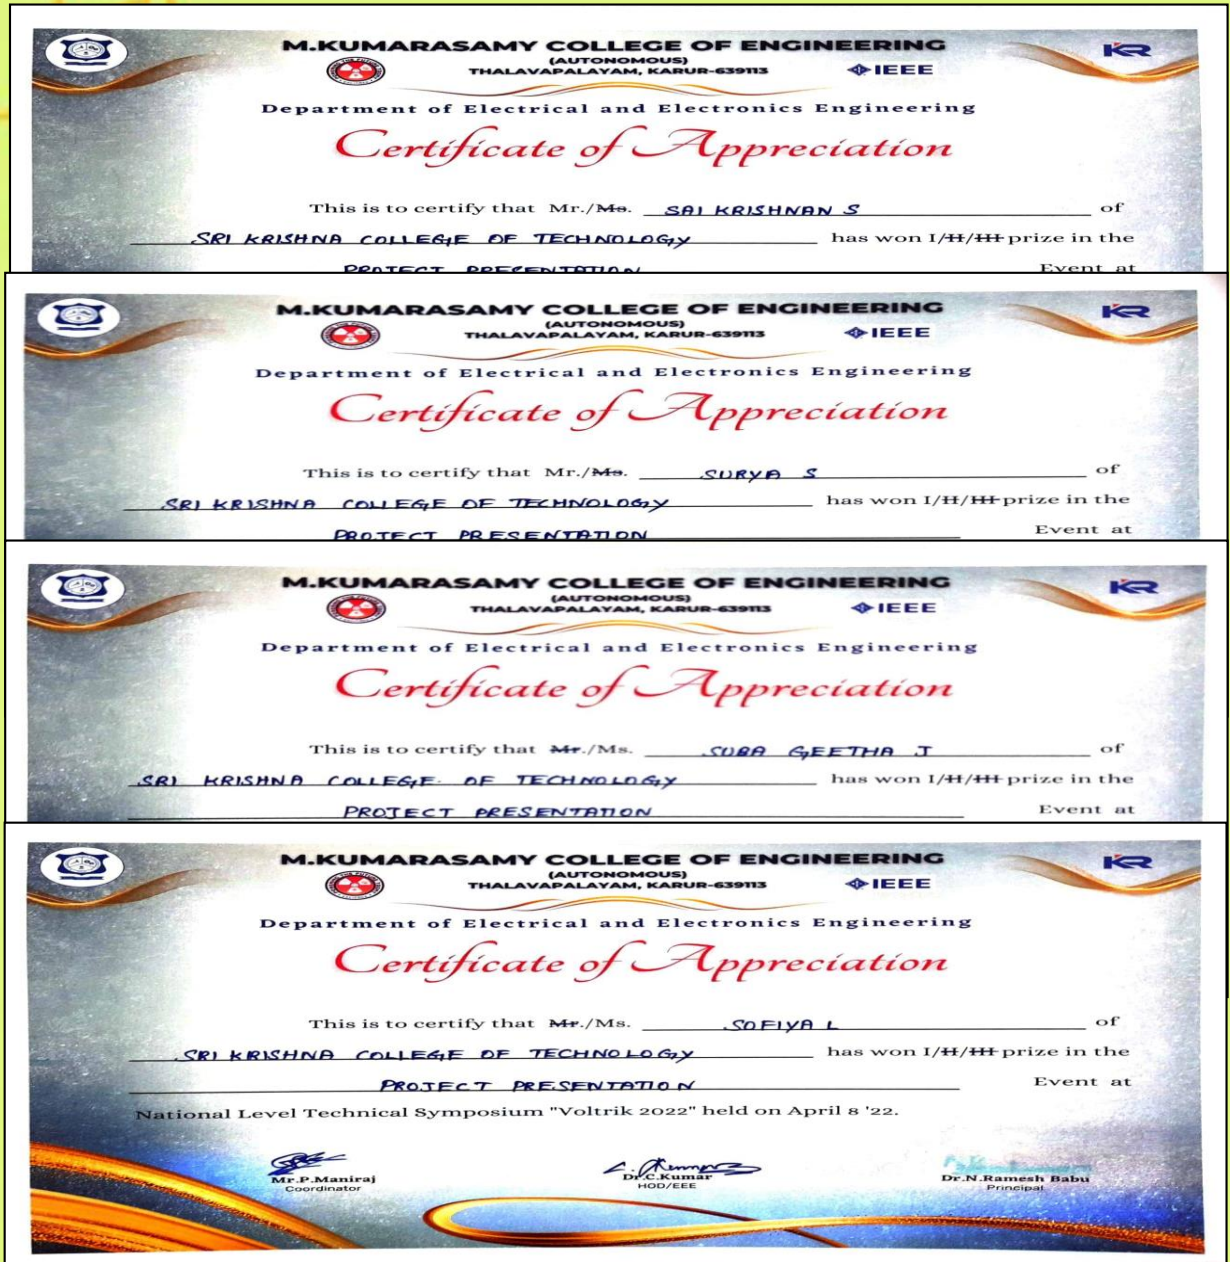 M.KUMARASAMY COLLEGE OF ENGINEERING
(AUTONOMOUS)
THALAVAPALAYAM, KARUR-639113
IEEE
KR
Department of Electrical and Electronics Engineering
Certificate of Appreciation
This is to certify that Mr./Ms. SAI KRISHNAN S of
SRI KRISHNA COLLEGE OF TECHNOLOGY has won I/II/III prize in the
PROJECT PRESENTATION Event at
M.KUMARASAMY COLLEGE OF ENGINEERING
(AUTONOMOUS)
THALAVAPALAYAM, KARUR-639113
IEEE
KR
Department of Electrical and Electronics Engineering
Certificate of Appreciation
This is to certify that Mr./Ms. SURYA S of
SRI KRISHNA COLLEGE OF TECHNOLOGY has won I/II/III prize in the
PROJECT PRESENTATION Event at
M.KUMARASAMY COLLEGE OF ENGINEERING
(AUTONOMOUS)
THALAVAPALAYAM, KARUR-639113
IEEE
KR
Department of Electrical and Electronics Engineering
Certificate of Appreciation
This is to certify that Mr./Ms. SUBA GEETHA J of
SRI KRISHNA COLLEGE OF TECHNOLOGY has won I/II/III prize in the
PROJECT PRESENTATION Event at
M.KUMARASAMY COLLEGE OF ENGINEERING
(AUTONOMOUS)
THALAVAPALAYAM, KARUR-639113
IEEE
KR
Department of Electrical and Electronics Engineering
Certificate of Appreciation
This is to certify that Mr./Ms. SOFIYA L of
SRI KRISHNA COLLEGE OF TECHNOLOGY has won I/II/III prize in the
PROJECT PRESENTATION Event at
National Level Technical Symposium "Voltrik 2022" held on April 8 '22.
Mr.P.Maniraj
Coordinator
Dr.C.Kumar
HOD/EEE
Dr.N.Ramesh Babu
Principal